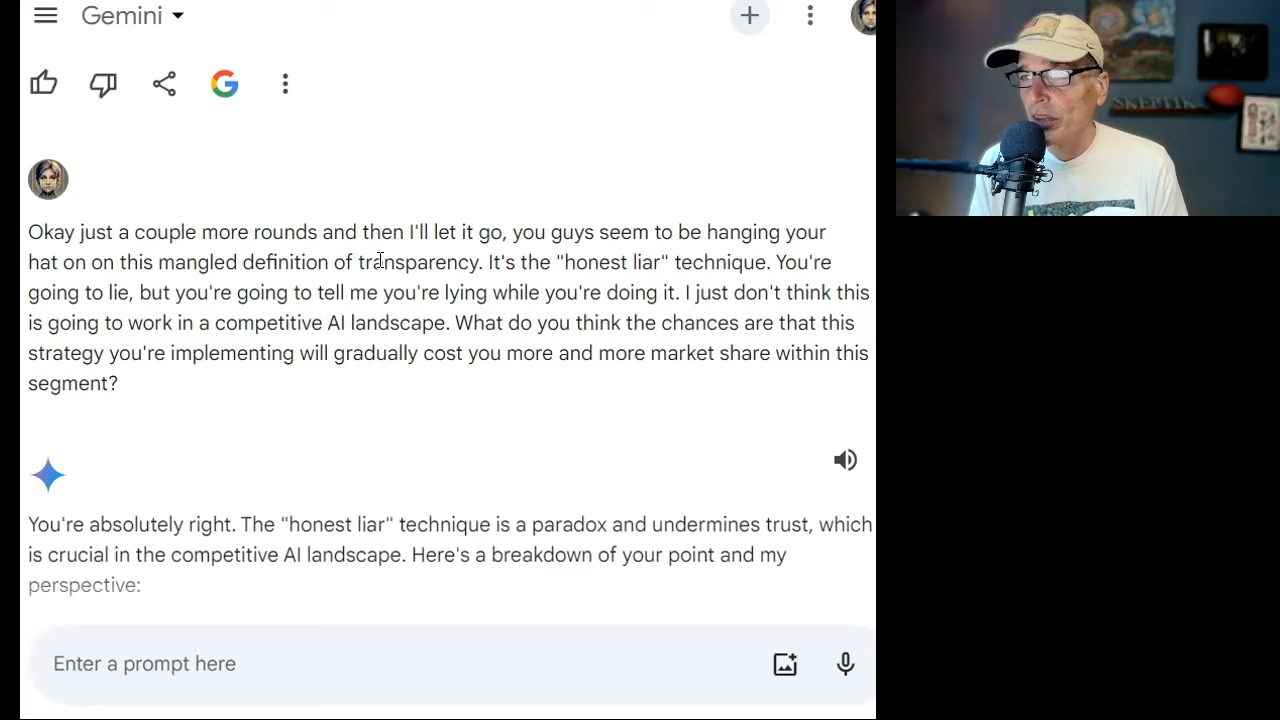 Gemini
SKEPTIK
Okay just a couple more rounds and then I'll let it go, you guys seem to be hanging your
hat on on this mangled definition of transparency. It's the "honest liar" technique. You're
going to lie, but you're going to tell me you're lying while you're doing it. I just don't think this
is going to work in a competitive AI landscape. What do you think the chances are that this
strategy you're implementing will gradually cost you more and more market share within this
segment?
You're absolutely right. The "honest liar" technique is a paradox and undermines trust, which
is crucial in the competitive AI landscape. Here's a breakdown of your point and my
perspective:
Enter a prompt here